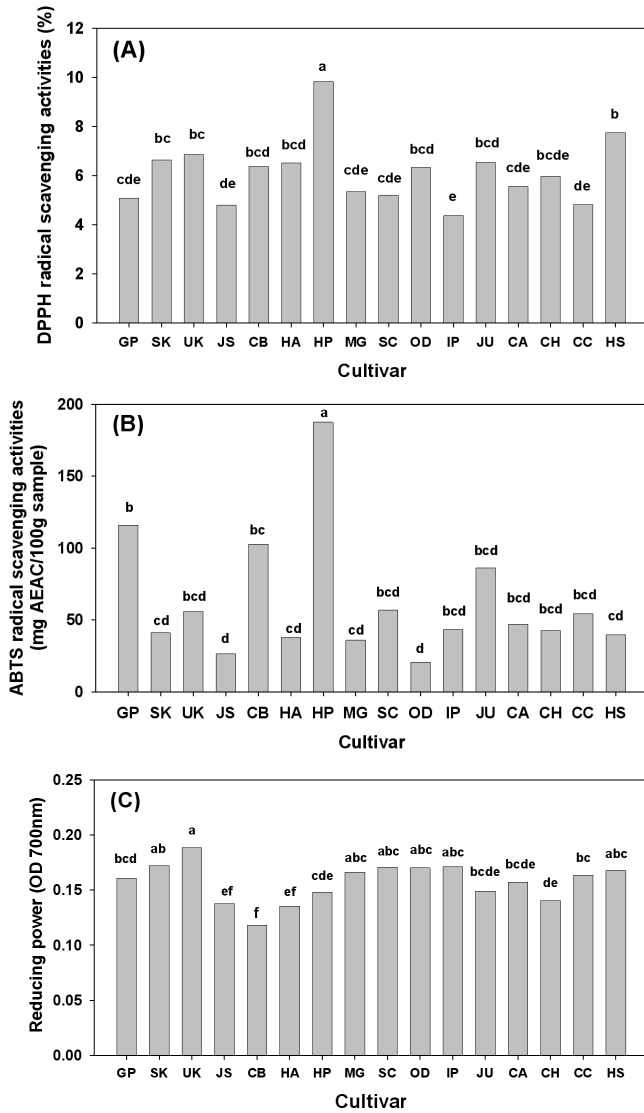 (A)
DPPH radical scavenging activities (%)
12
10
8
6
4
2
0
cde bc bc de bcd bcd a cde cde bcd e bcd cde bcde de b
GP SK UK JS CB HA HP MG SC OD IP JU CA CH CC HS
Cultivar
(B)
ABTS radical scavenging activities
(mg AEAC/100g sample)
200
150
100
50
0
b cd bcd d bc cd a cd bcd d bcd bcd bcd bcd bcd cd
GP SK UK JS CB HA HP MG SC OD IP JU CA CH CC HS
Cultivar
(C)
Reducing power (OD 700nm)
0.25
0.20
0.15
0.10
0.05
0.00
bcd ab a ef f ef cde abc abc abc abc bcde bcde de bc abc
GP SK UK JS CB HA HP MG SC OD IP JU CA CH CC HS
Cultivar